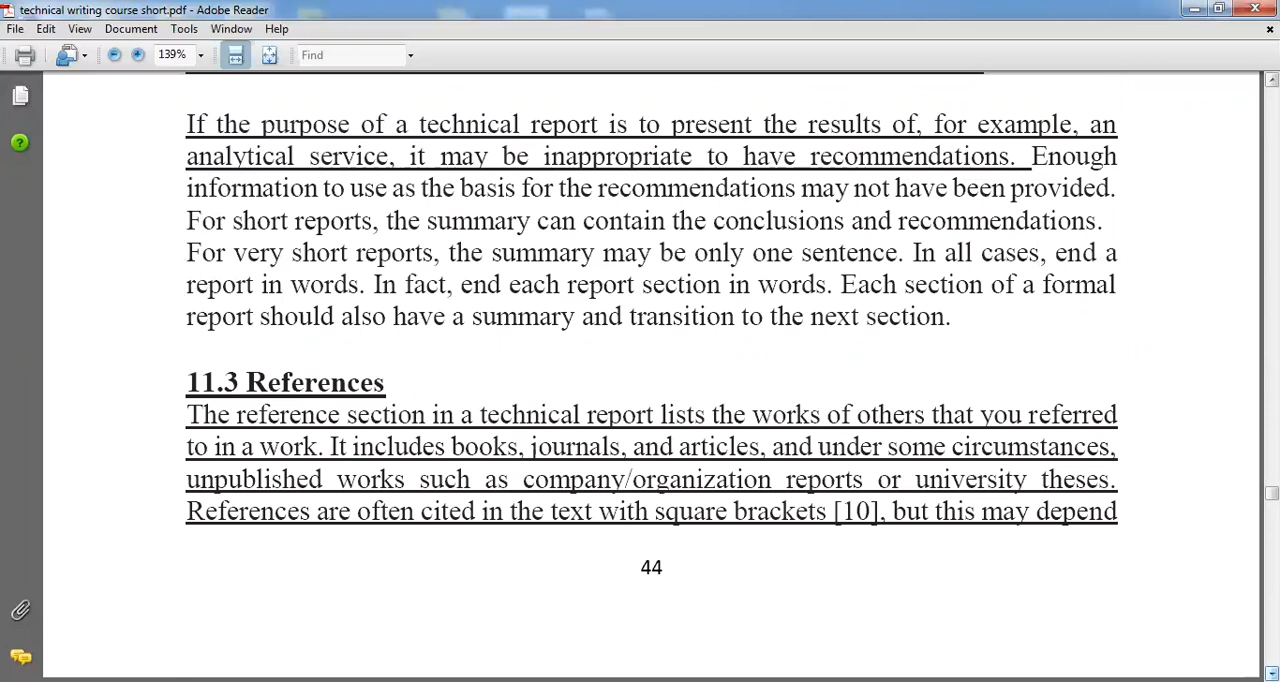 technical writing course short.pdf - Adobe Reader
File Edit View Document Tools Window Help
139% Find
If the purpose of a technical report is to present the results of, for example, an
analytical service, it may be inappropriate to have recommendations. Enough
information to use as the basis for the recommendations may not have been provided.
For short reports, the summary can contain the conclusions and recommendations.
For very short reports, the summary may be only one sentence. In all cases, end a
report in words. In fact, end each report section in words. Each section of a formal
report should also have a summary and transition to the next section.
11.3 References
The reference section in a technical report lists the works of others that you referred
to in a work. It includes books, journals, and articles, and under some circumstances,
unpublished works such as company/organization reports or university theses.
References are often cited in the text with square brackets [10], but this may depend
44